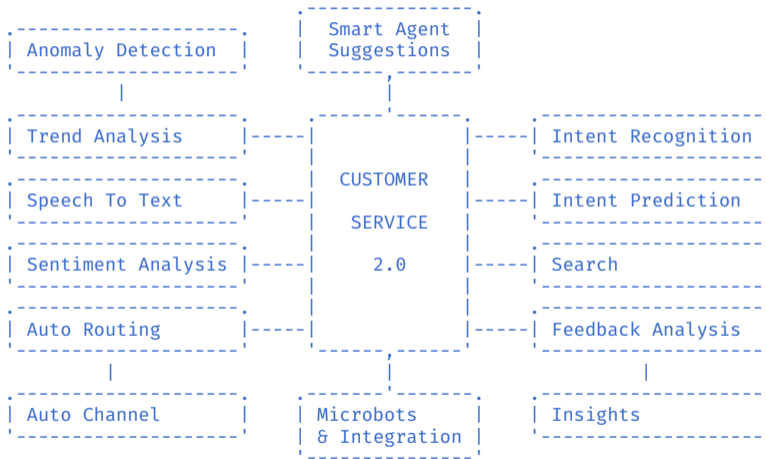 Smart Agent
Suggestions
Anomaly Detection
Trend Analysis
Speech To Text
Sentiment Analysis
Auto Routing
Auto Channel
CUSTOMER
SERVICE
2.0
Microbots
& Integration
Intent Recognition
Intent Prediction
Search
Feedback Analysis
Insights